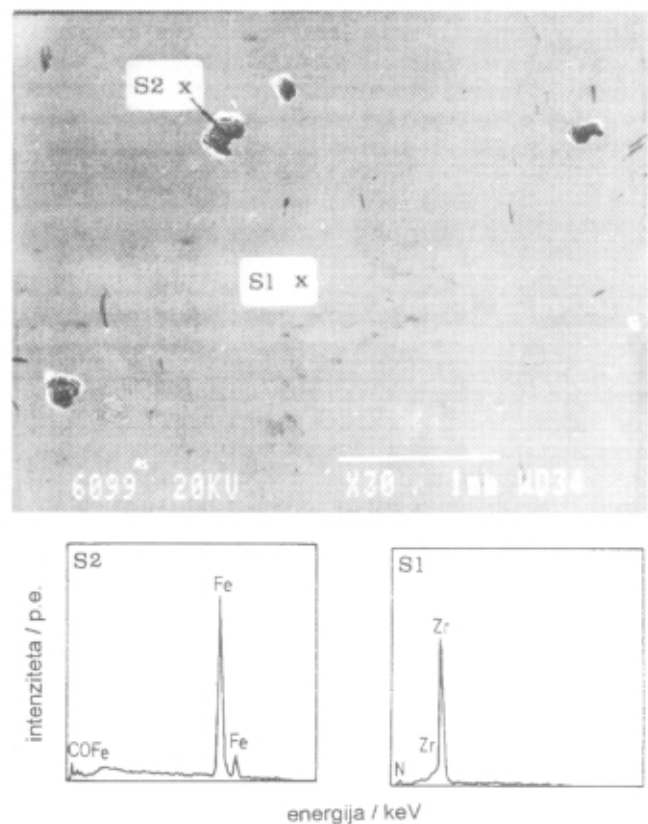 S2 x
S1 x
6099 20KV X30 1mm WD34
S2
Fe
Fe
COFe
S1
Zr
Zr
N
intenziteta / p.e.
energija / keV